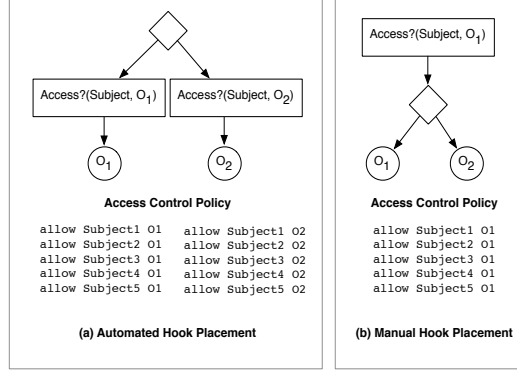 Access?(Subject, O1)
Access?(Subject, O2)
O1
O2
Access Control Policy
allow Subject1 O1 allow Subject1 O2
allow Subject2 O1 allow Subject2 O2
allow Subject3 O1 allow Subject3 O2
allow Subject4 O1 allow Subject4 O2
allow Subject5 O1 allow Subject5 O2
(a) Automated Hook Placement
Access?(Subject, O1)
O1
O2
Access Control Policy
allow Subject1 O1
allow Subject2 O1
allow Subject3 O1
allow Subject4 O1
allow Subject5 O1
(b) Manual Hook Placement